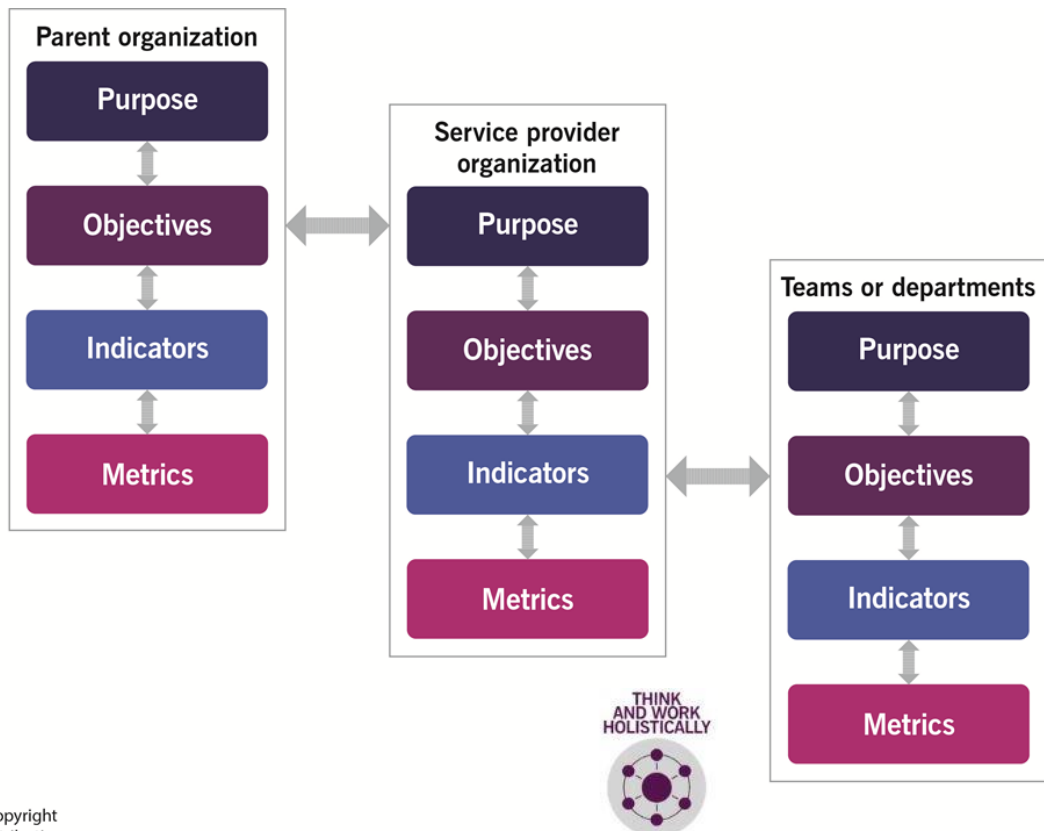 Parent organization
Purpose
Objectives
Indicators
Metrics
Service provider
organization
Purpose
Objectives
Indicators
Metrics
Teams or departments
Purpose
Objectives
Indicators
Metrics
THINK
AND WORK
HOLISTICALLY
opyright